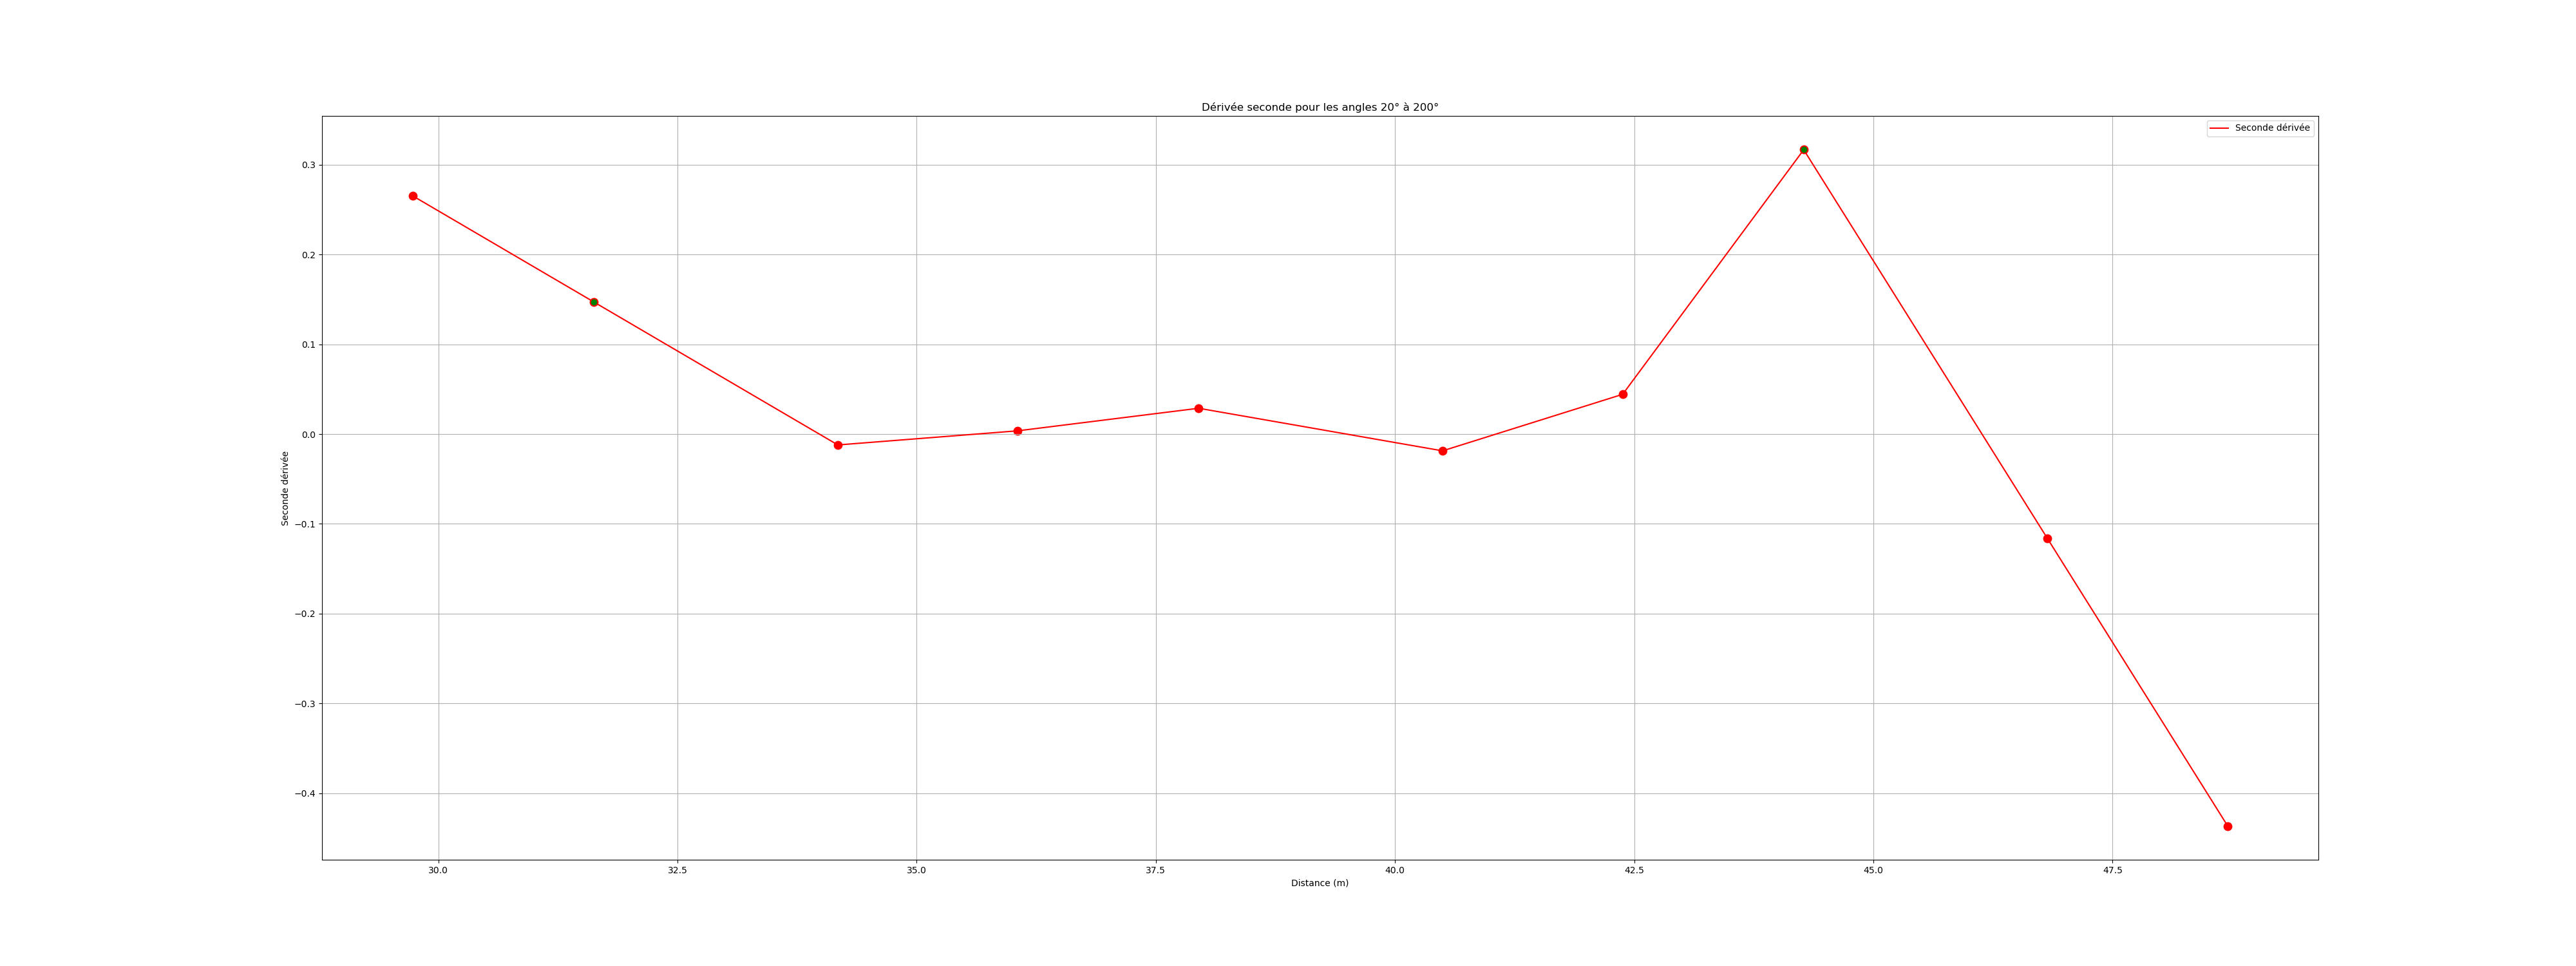 Dérivée seconde pour les angles 20° à 200°
Seconde dérivée
0.3
0.2
0.1
0.0
−0.1
−0.2
−0.3
−0.4
Seconde dérivée
30.0 32.5 35.0 37.5 40.0 42.5 45.0 47.5
Distance (m)